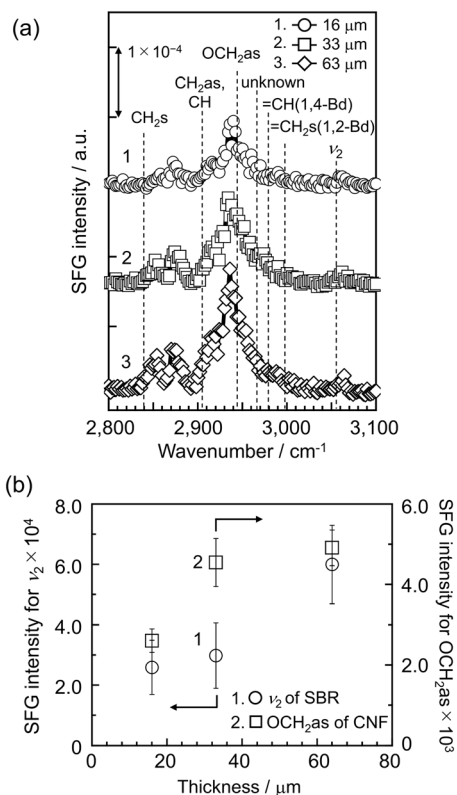 (a)
1. 16 μm
2. 33 μm
3. 63 μm
1×10⁻⁴
OCH₂as
CH₂as, CH
unknown
CH₂s
=CH(1,4-Bd)
=CH₂s(1,2-Bd)
ν₂
1
2
3
SFG intensity / a.u.
2,800 2,900 3,000 3,100
Wavenumber / cm⁻¹
(b)
8.0
6.0
4.0
2.0
0
6.0
4.0
2.0
0
SFG intensity for ν₂×10⁴
SFG intensity for OCH₂as×10³
2
1
1. ν₂ of SBR
2. OCH₂as of CNF
0 20 40 60 80
Thickness / μm